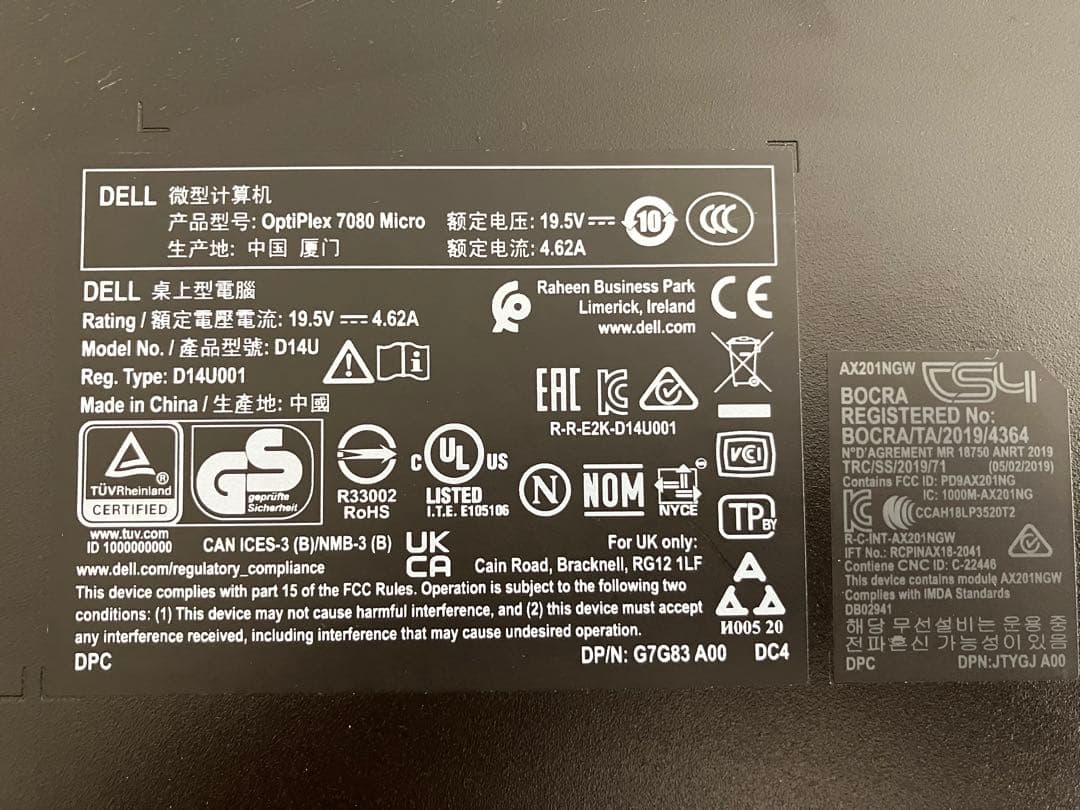 DELL 微型计算机
产品型号: OptiPlex 7080 Micro 额定电压: 19.5V⎓
生产地: 中国 厦门 额定电流: 4.62A
10
CCC
DELL 桌上型電腦
Rating / 額定電壓電流: 19.5V ⎓ 4.62A
Model No. / 產品型號: D14U
Reg. Type: D14U001
Made in China / 生產地: 中國
Raheen Business Park
Limerick, Ireland
www.dell.com
CE
EAC
R-R-E2K-D14U001
TÜVRheinland ®
CERTIFIED
www.tuv.com
ID 1000000000
GS
geprüfte
Sicherheit
R33002
RoHS
C UL US
LISTED
I.T.E. E105106
N
NOM
NYCE
VCI
TP BY
CAN ICES-3 (B)/NMB-3 (B)
UK
CA
For UK only:
Cain Road, Bracknell, RG12 1LF
www.dell.com/regulatory_compliance
This device complies with part 15 of the FCC Rules. Operation is subject to the following two
conditions: (1) This device may not cause harmful interference, and (2) this device must accept
any interference received, including interference that may cause undesired operation.
И005 20
DPC
DP/N: G7G83 A00 DC4
AX201NGW
BOCRA
REGISTERED No:
BOCRA/TA/2019/4364
N°D'AGREMENT MR 18750 ANRT 2019
TRC/SS/2019/71 (05/02/2019)
Contains FCC ID: PD9AX201NG
IC: 1000M-AX201NG
CCAH18LP3520T2
R-C-INT-AX201NGW
IFT No.: RCPINAX18-2041
Contiene CNC ID: C-22446
This device contains module AX201NGW
Complies with IMDA Standards
DB02941
해당 무선설비는 운용 중
전파혼신 가능성이 있음
DPC DPN:JTYGJ A00